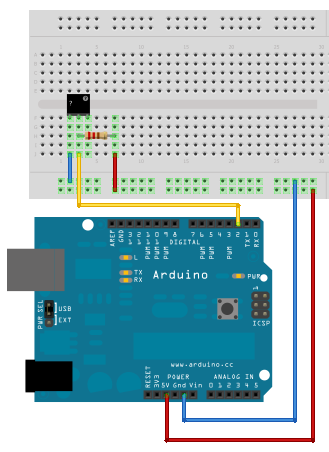 ?
AREF
GND
13
12
PWM 11
PWM 10
PWM 9
8
7
PWM 6
PWM 5
4
PWM 3
2
TX 1
RX 0
DIGITAL
L
TX
RX
Arduino
PWR
PWR SEL
USB
EXT
1
ICSP
www.arduino.cc
POWER
ANALOG IN
RESET
3V3
5V Gnd Vin
0 1 2 3 4 5